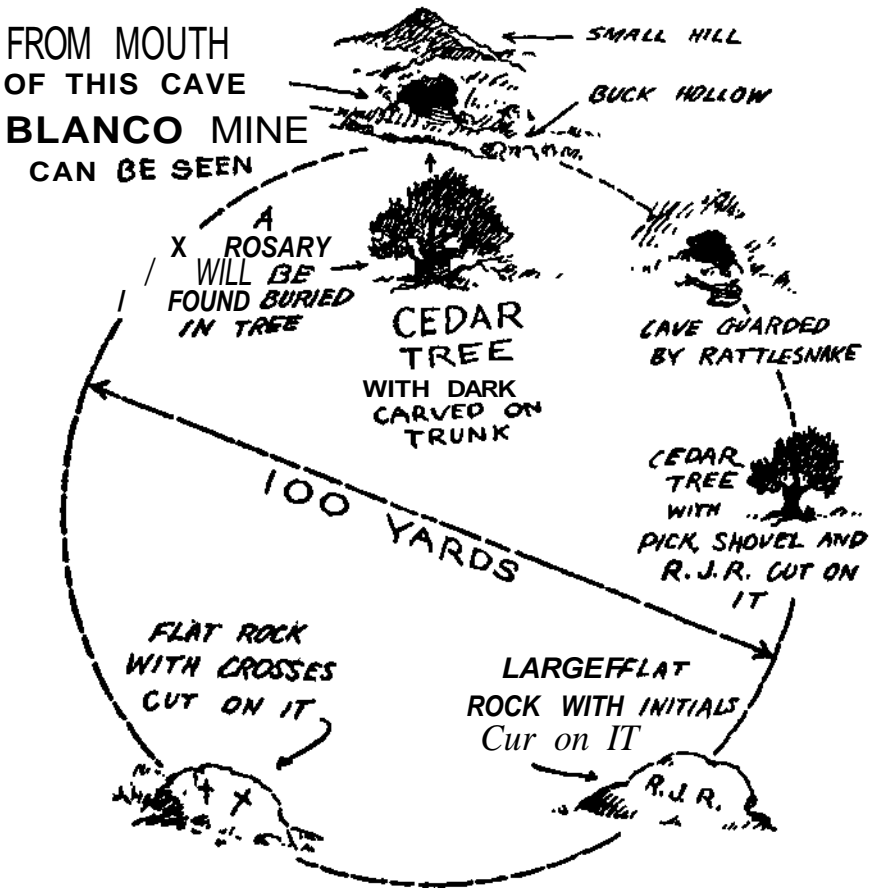 FROM MOUTH
OF THIS CAVE
BLANCO MINE
CAN BE SEEN
SMALL HILL
BUCK HOLLOW
A
X ROSARY
/ WILL BE
/ FOUND BURIED
IN TREE
CEDAR
TREE
WITH DARK
CARVED ON
TRUNK
CAVE GUARDED
BY RATTLESNAKE
CEDAR
TREE
WITH
PICK, SHOVEL AND
R.J.R. CUT ON
IT
100 YARDS
FLAT ROCK
WITH CROSSES
CUT ON IT
LARGEFFLAT
ROCK WITH INITIALS
Cur on IT
R.J.R.